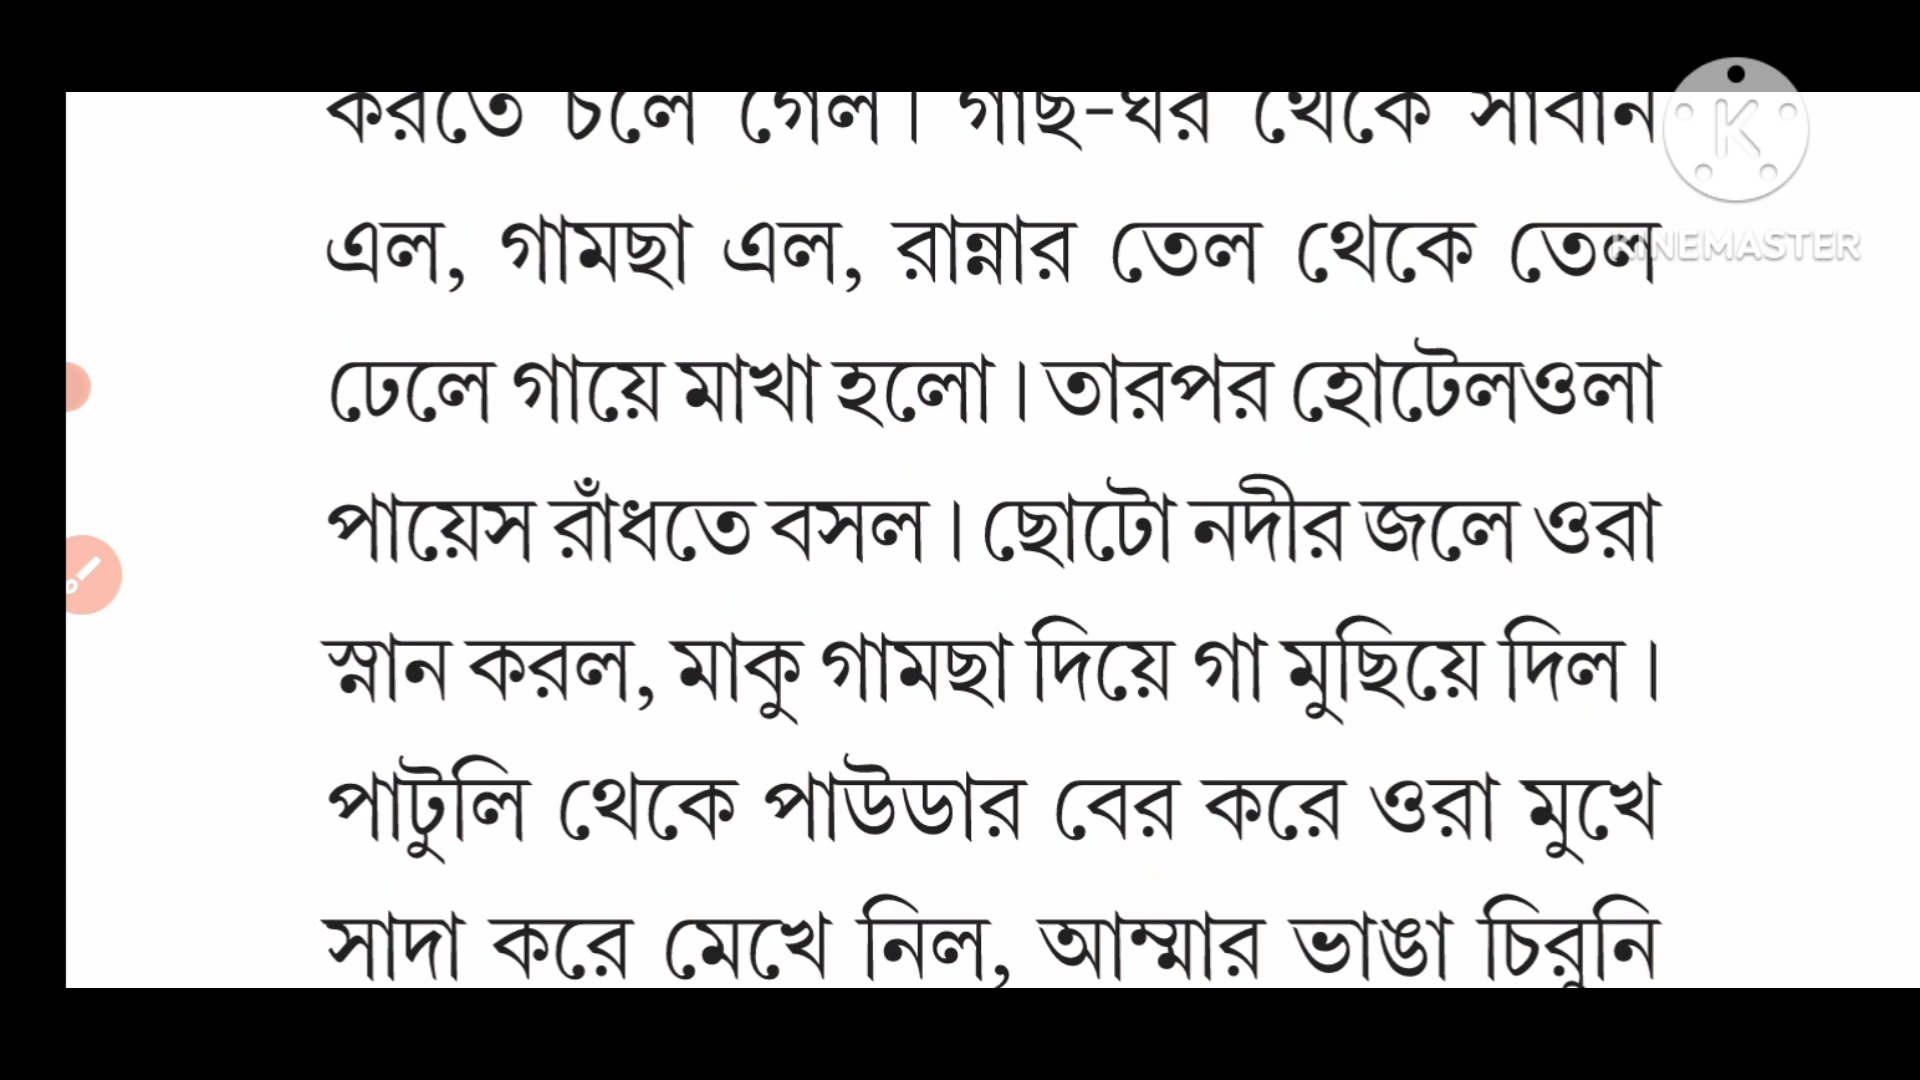 করতে চলে গেল। গাছ-ঘর থেকে সাবান
এল, গামছা এল, রান্নার তেল থেকে তেল
ঢেলে গায়ে মাখা হলো। তারপর হোটেলওলা
পায়েস রাঁধতে বসল। ছোটো নদীর জলে ওরা
স্নান করল, মাকু গামছা দিয়ে গা মুছিয়ে দিল।
পাটুলি থেকে পাউডার বের করে ওরা মুখে
সাদা করে মেখে নিল, আম্মার ভাঙা চিরুনি
K
KINEMASTER